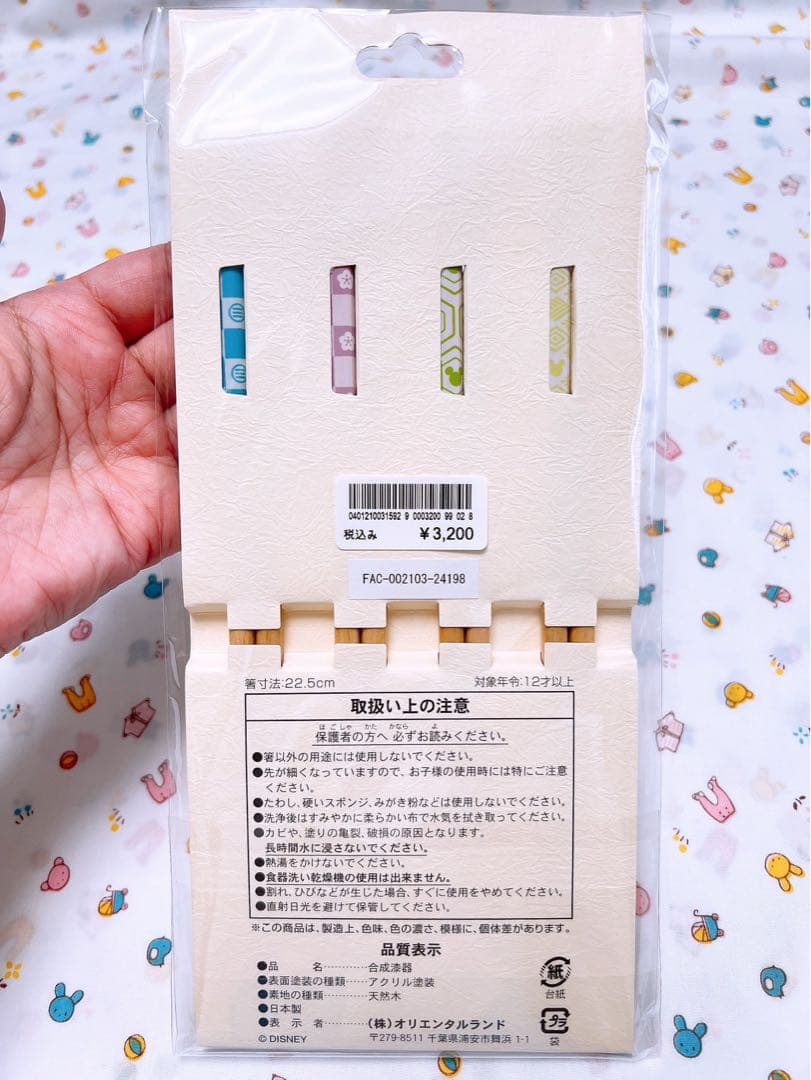 0401210031592 9 0003200 99 02 8
税込み ¥3,200
FAC-002103-24198
箸寸法:22.5cm 対象年令:12才以上
取扱い上の注意
ほごしゃ かた かなら よ
保護者の方へ 必ずお読みください。
●箸以外の用途には使用しないでください。
●先が細くなっていますので、お子様の使用時には特にご注意
ください。
●たわし、硬いスポンジ、みがき粉などは使用しないでください。
●洗浄後はすみやかに柔らかい布で水気を拭き取ってください。
●カビや、塗りの亀裂、破損の原因となります。
長時間水に浸さないでください。
●熱湯をかけないでください。
●食器洗い乾燥機の使用は出来ません。
●割れ、ひびなどが生じた場合、すぐに使用をやめてください。
●直射日光を避けて保管してください。
※この商品は、製造上、色味、色の濃さ、模様に、個体差があります。
品質表示
●品 名…………合成漆器
●表面塗装の種類……アクリル塗装
●素地の種類…………天然木
●日本製
●表 示 者…………(株)オリエンタルランド
© DISNEY 〒279-8511 千葉県浦安市舞浜 1-1
紙
台紙
プラ
袋